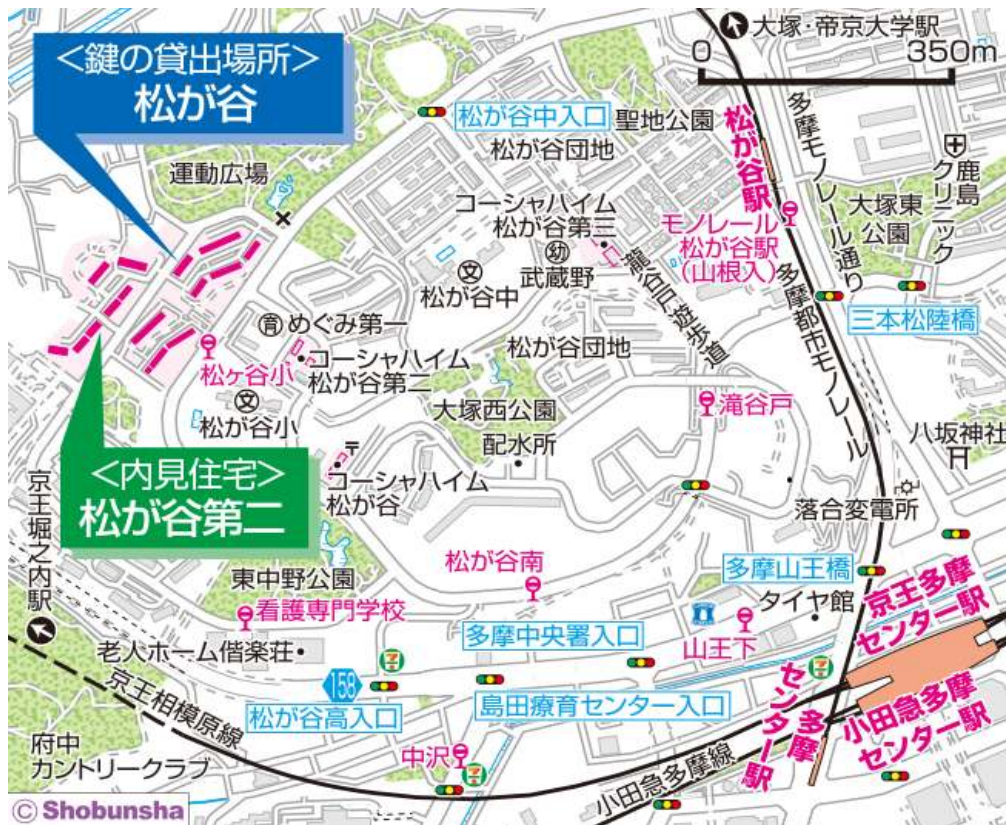 大塚・帝京大学駅
0 350m
<鍵の貸出場所>
松が谷
松が谷中入口
聖地公園
松が谷団地
松が谷駅
多摩モノレール通り
鹿島
クリニック
運動広場
コーシャハイム
松が谷第三
モノレール
松が谷駅
(山根入)
大塚東
公園
幼
武蔵野
文
松が谷中
龍谷戸遊歩道
多摩都市モノレール
三本松陸橋
育 めぐみ第一
松ヶ谷小
コーシャハイム
松が谷第二
松が谷団地
文
松が谷小
大塚西公園
滝谷戸
配水所
八坂神社
〒
コーシャハイム
松が谷
<内見住宅>
松が谷第二
京王堀之内駅
落合変電所
東中野公園
松が谷南
多摩山王橋
看護専門学校
タイヤ館
京王多摩
センター駅
多摩中央署入口
山王下
老人ホーム偕楽荘
158
松が谷高入口
島田療育センター入口
多摩
センター駅
小田急多摩
センター駅
京王相模原線
中沢
小田急多摩線
府中
カントリークラブ
© Shobunsha